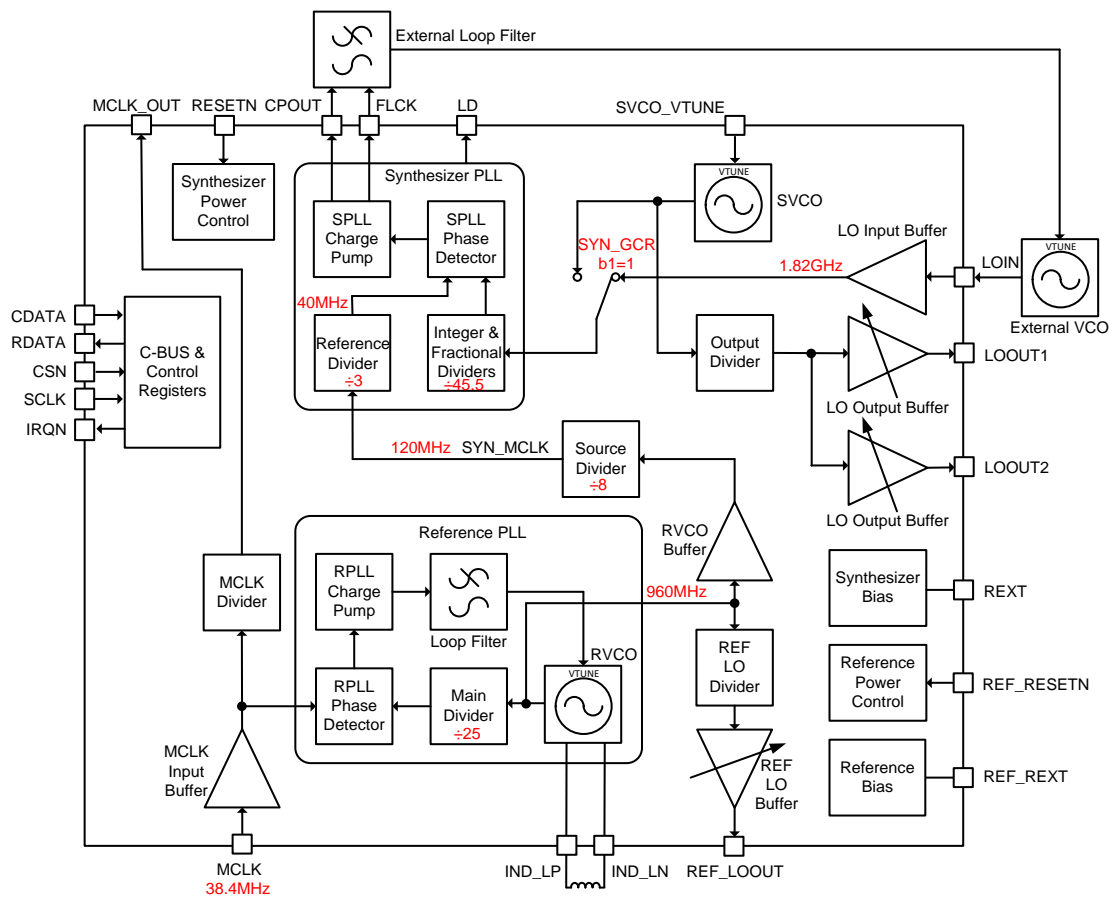 External Loop Filter
MCLK_OUT
RESETN
CPOUT
FLCK
LD
SVCO_VTUNE
Synthesizer
Power
Control
Synthesizer PLL
SPLL
Charge
Pump
SPLL
Phase
Detector
VTUNE
SVCO
SYN_GCR
b1=1
LO Input Buffer
1.82GHz
LOIN
VTUNE
External VCO
40MHz
Reference
Divider
÷3
Integer &
Fractional
Dividers
÷45.5
Output
Divider
LOOUT1
LO Output Buffer
LOOUT2
LO Output Buffer
CDATA
RDATA
CSN
SCLK
IRQN
C-BUS &
Control
Registers
120MHz
SYN_MCLK
Source
Divider
÷8
Reference PLL
RVCO
Buffer
MCLK
Divider
RPLL
Charge
Pump
Loop Filter
960MHz
Synthesizer
Bias
REXT
RVCO
VTUNE
REF
LO
Divider
Reference
Power
Control
REF_RESETN
RPLL
Phase
Detector
Main
Divider
÷25
MCLK
Input
Buffer
REF
LO
Buffer
Reference
Bias
REF_REXT
MCLK
38.4MHz
IND_LP
IND_LN
REF_LOOUT